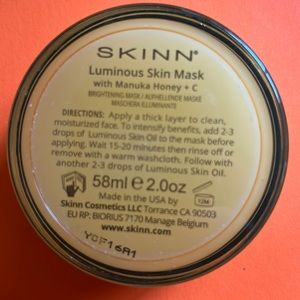 SKINN®
Luminous Skin Mask
with Manuka Honey + C
BRIGHTENING MASK / AUFHELLENDE MASKE
MASCHERA ILLUMINANTE
DIRECTIONS: Apply a thick layer to clean,
moisturized face. To intensify benefits, add 2-3
drops of Luminous Skin Oil to the mask before
applying. Wait 15-20 minutes then rinse off or
remove with a warm washcloth. Follow with
another 2-3 drops of Luminous Skin Oil.
58ml ℮ 2.0oz
12M
Made in the USA by
Skinn Cosmetics LLC Torrance CA 90503
EU RP: BIORIUS 7170 Manage Belgium
www.skinn.com